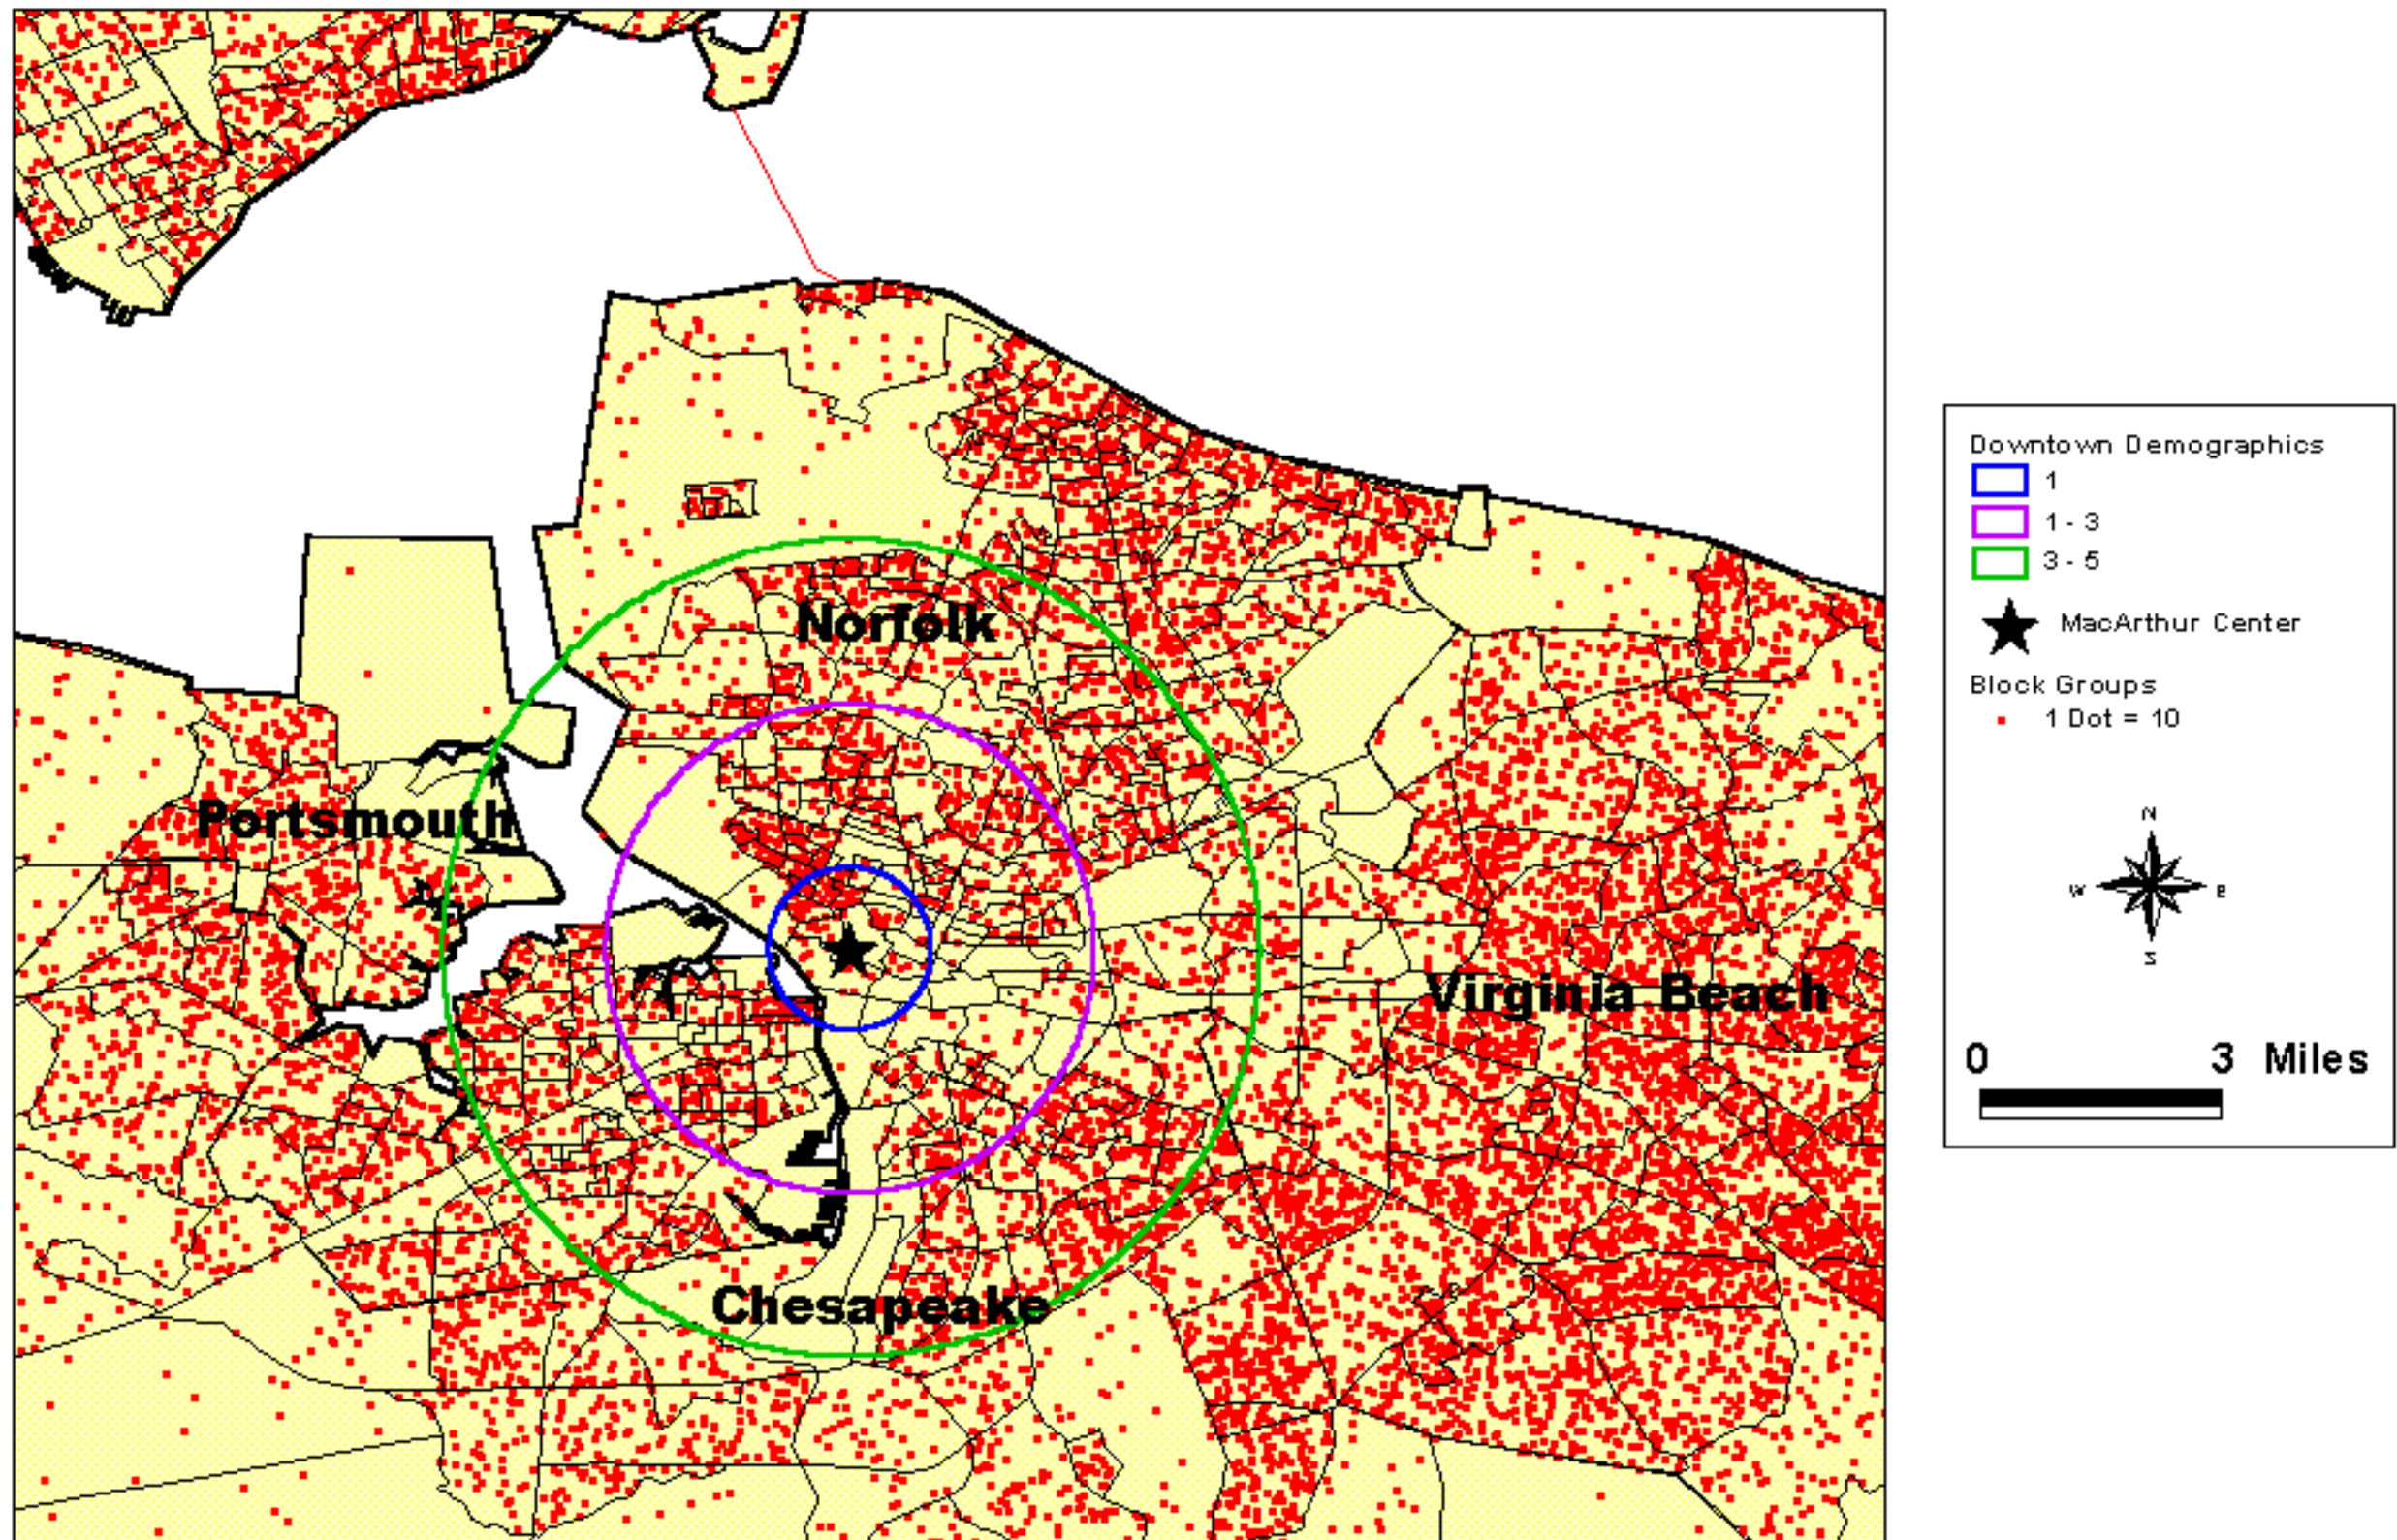 Norfolk
Portsmouth
Virginia Beach
Chesapeake
Downtown Demographics
1
1 - 3
3 - 5
MacArthur Center
Block Groups
1 Dot = 10
N
W E
S
0 3 Miles